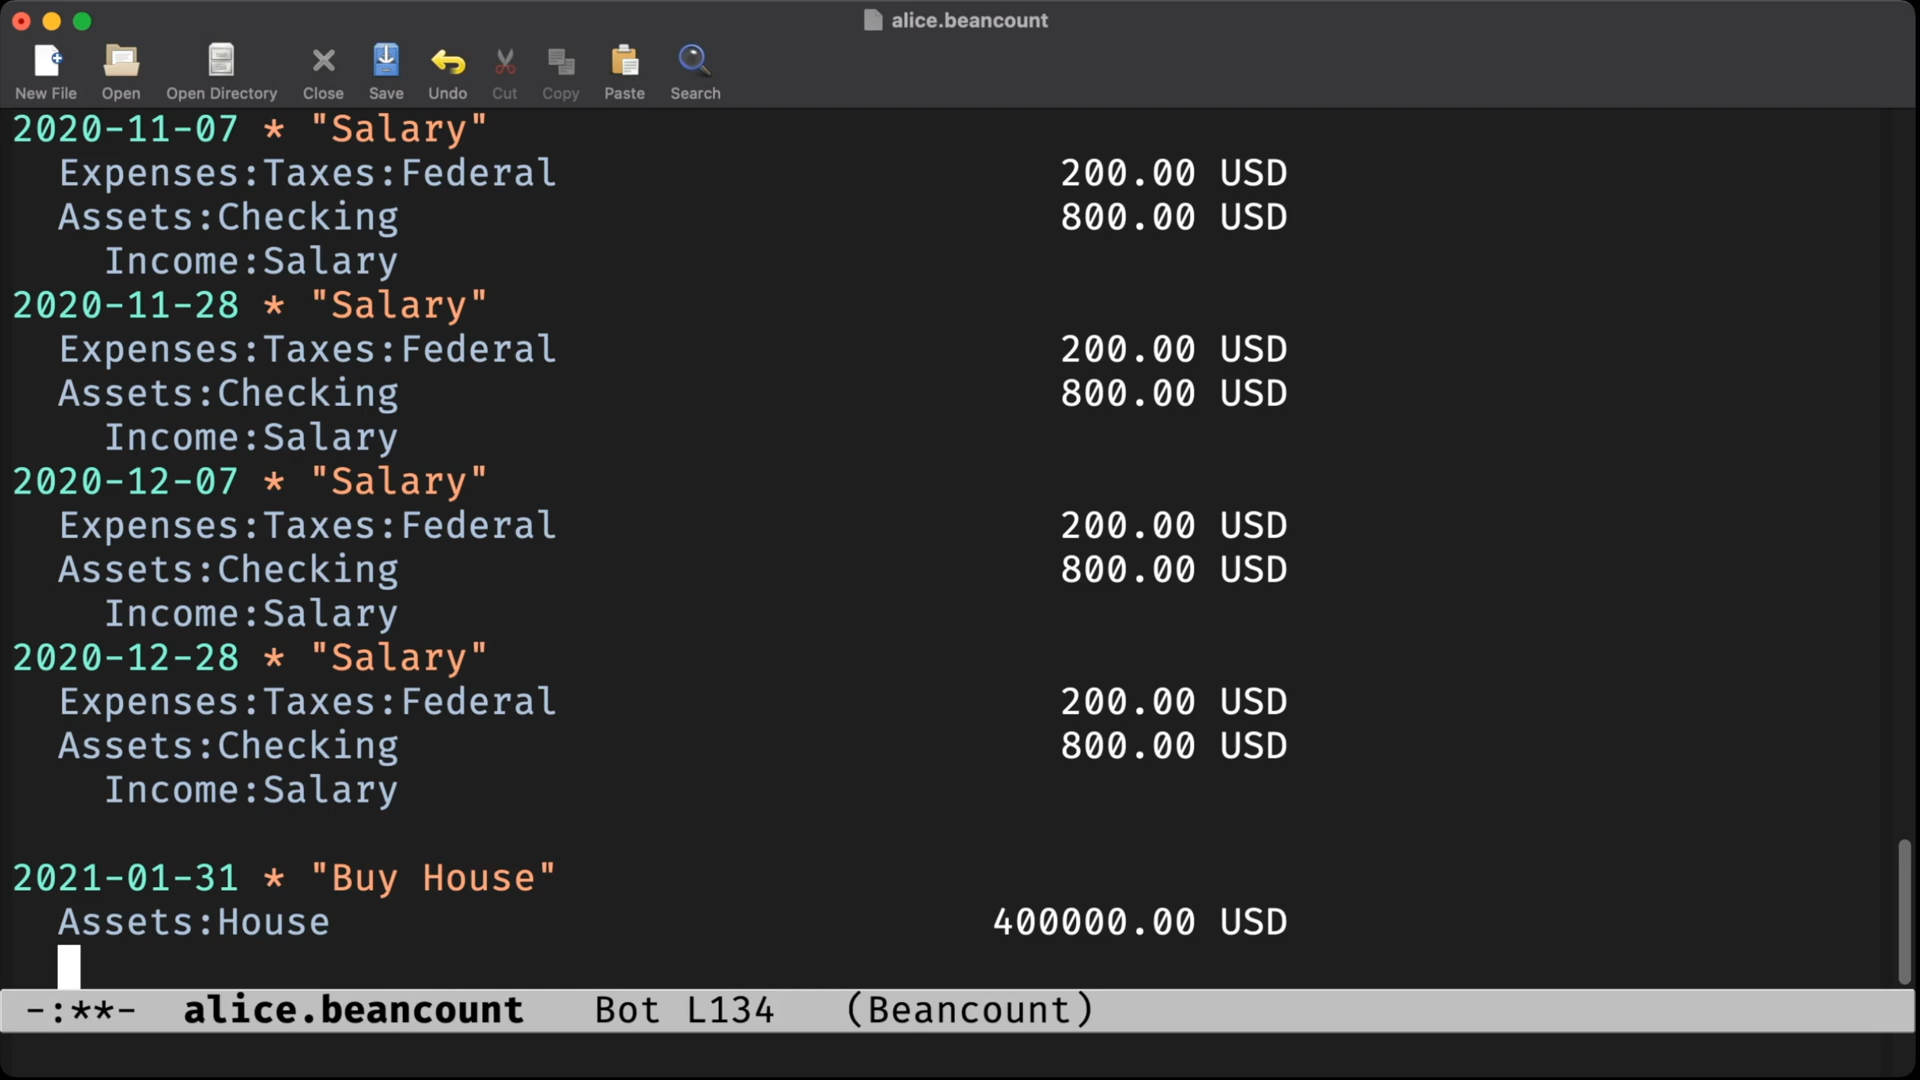 alice.beancount
New File Open Open Directory Close Save Undo Cut Copy Paste Search
2020-11-07 * "Salary"
Expenses:Taxes:Federal 200.00 USD
Assets:Checking 800.00 USD
Income:Salary
2020-11-28 * "Salary"
Expenses:Taxes:Federal 200.00 USD
Assets:Checking 800.00 USD
Income:Salary
2020-12-07 * "Salary"
Expenses:Taxes:Federal 200.00 USD
Assets:Checking 800.00 USD
Income:Salary
2020-12-28 * "Salary"
Expenses:Taxes:Federal 200.00 USD
Assets:Checking 800.00 USD
Income:Salary
2021-01-31 * "Buy House"
Assets:House 400000.00 USD
-:**- alice.beancount Bot L134 (Beancount)